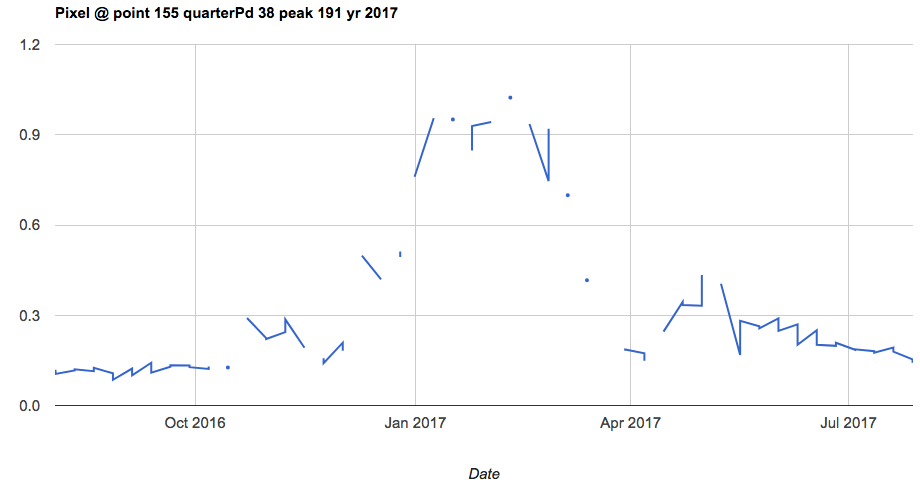 Pixel @ point 155 quarterPd 38 peak 191 yr 2017
1.2
0.9
0.6
0.3
0.0
Oct 2016 Jan 2017 Apr 2017 Jul 2017
Date